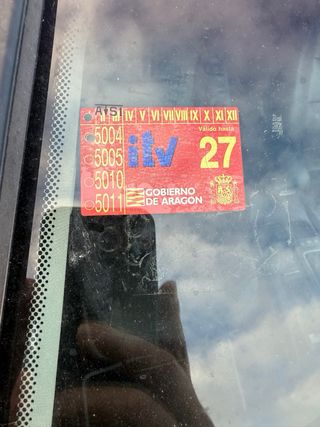 A1S1
II III IV V VI VII VIII IX X XI XII
Válido hasta
5004
5005
5010
5011
itv
27
GOBIERNO
DE ARAGON